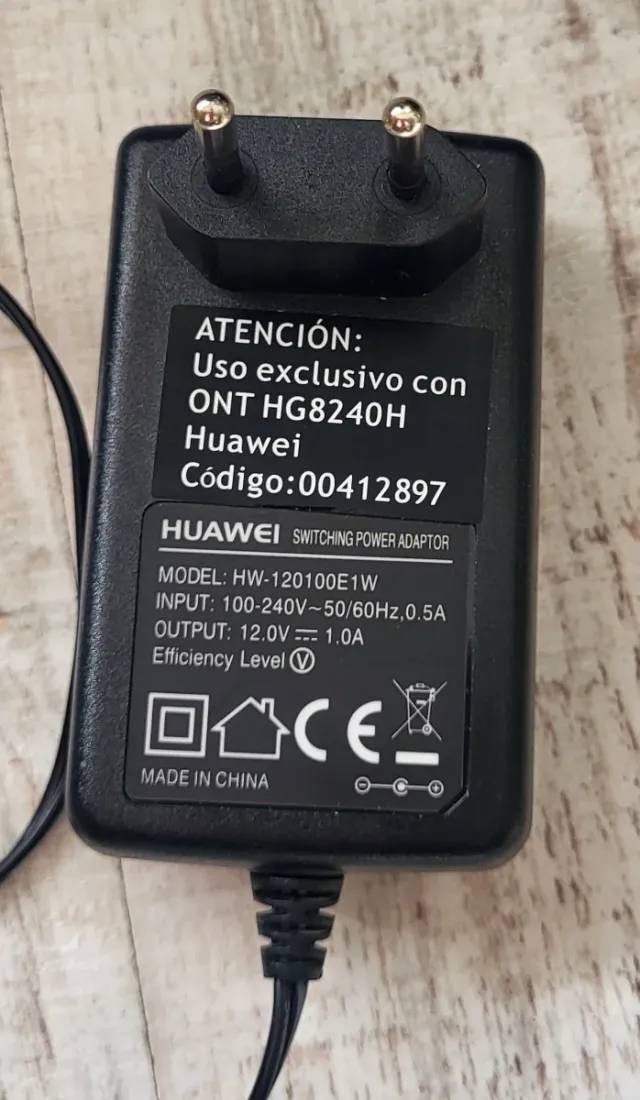 ATENCIÓN:
Uso exclusivo con
ONT HG8240H
Huawei
Código:00412897
HUAWEI SWITCHING POWER ADAPTOR
MODEL: HW-120100E1W
INPUT: 100-240V~50/60Hz,0.5A
OUTPUT: 12.0V⎓1.0A
Efficiency Level Ⓥ
CE
MADE IN CHINA